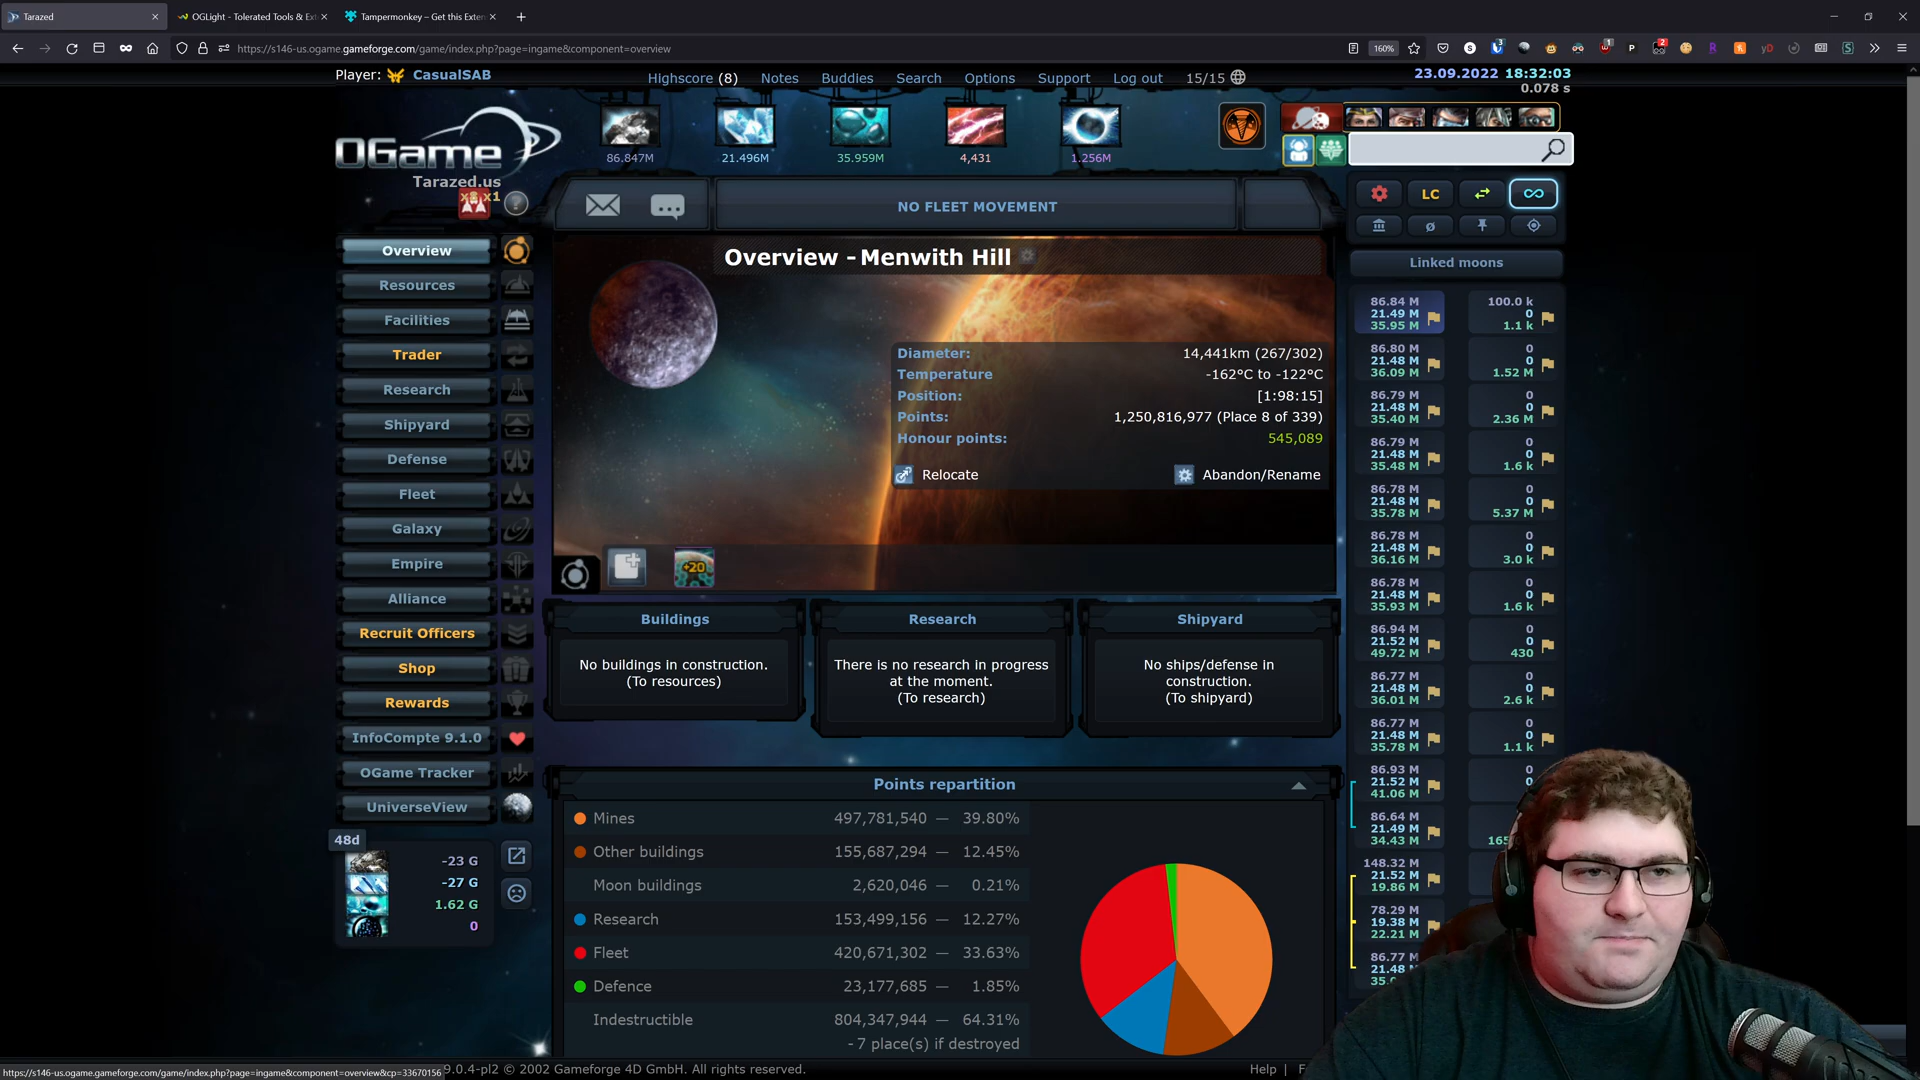 Tarazed
OGLight - Tolerated Tools & Ext
Tampermonkey – Get this Exten
https://s146-us.ogame.gameforge.com/game/index.php?page=ingame&component=overview
160%
Player: CasualSAB
Highscore (8) Notes Buddies Search Options Support Log out 15/15
23.09.2022 18:32:03
0.078 s
OGame
Tarazed.us
x1
86.847M 21.496M 35.959M 4,431 1.256M
NO FLEET MOVEMENT
LC
Linked moons
Overview
Resources
Facilities
Trader
Research
Shipyard
Defense
Fleet
Galaxy
Empire
Alliance
Recruit Officers
Shop
Rewards
InfoCompte 9.1.0
OGame Tracker
UniverseView
48d
-23 G
-27 G
1.62 G
0
Overview - Menwith Hill
Diameter: 14,441km (267/302)
Temperature -162°C to -122°C
Position: [1:98:15]
Points: 1,250,816,977 (Place 8 of 339)
Honour points: 545,089
Relocate Abandon/Rename
+20
Buildings
No buildings in construction.
(To resources)
Research
There is no research in progress
at the moment.
(To research)
Shipyard
No ships/defense in
construction.
(To shipyard)
Points repartition
Mines 497,781,540 — 39.80%
Other buildings 155,687,294 — 12.45%
Moon buildings 2,620,046 — 0.21%
Research 153,499,156 — 12.27%
Fleet 420,671,302 — 33.63%
Defence 23,177,685 — 1.85%
Indestructible 804,347,944 — 64.31%
- 7 place(s) if destroyed
86.84 M 100.0 k
21.49 M 0
35.95 M 1.1 k
86.80 M 0
21.48 M 0
36.09 M 1.52 M
86.79 M 0
21.48 M 0
35.40 M 2.36 M
86.79 M 0
21.48 M 0
35.48 M 1.6 k
86.78 M 0
21.48 M 0
35.78 M 5.37 M
86.78 M 0
21.48 M 0
36.16 M 3.0 k
86.78 M 0
21.48 M 0
35.93 M 1.6 k
86.94 M 0
21.52 M 0
49.72 M 430
86.77 M 0
21.48 M 0
36.01 M 2.6 k
86.77 M 0
21.48 M 0
35.78 M 1.1 k
86.93 M 0
21.52 M 0
41.06 M
86.64 M 0
21.49 M 0
34.43 M
148.32 M
21.52 M
19.86 M
78.29 M
19.38 M
22.21 M
86.77 M
21.48 M
https://s146-us.ogame.gameforge.com/game/index.php?page=ingame&component=overview&cp=33670156
9.0.4-pl2 © 2002 Gameforge 4D GmbH. All rights reserved.
Help |